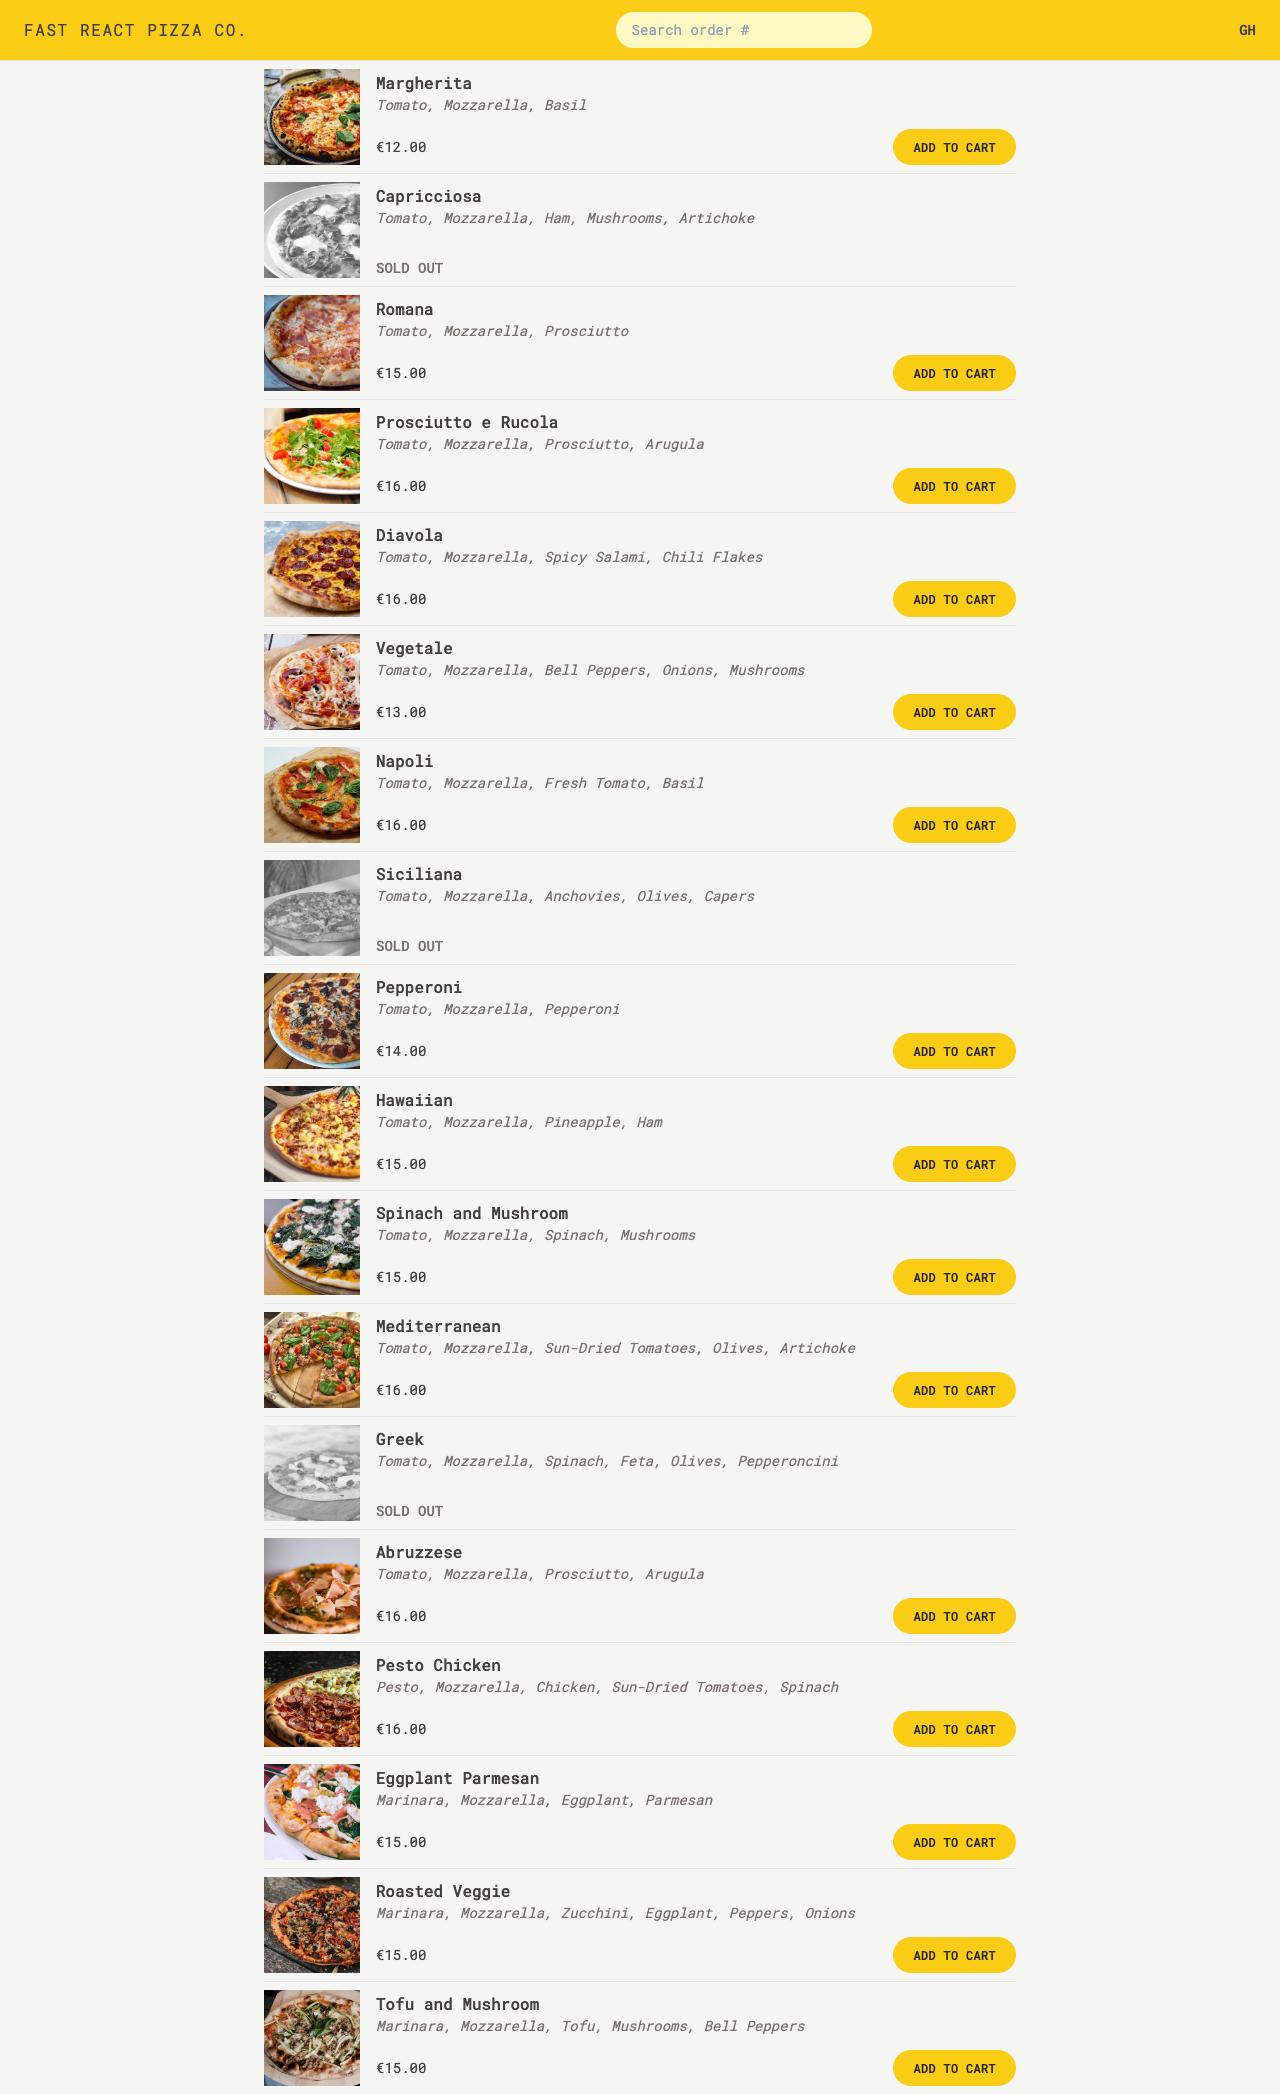 FAST REACT PIZZA CO.
Search order #
GH
Margherita
Tomato, Mozzarella, Basil
€12.00
ADD TO CART
Capricciosa
Tomato, Mozzarella, Ham, Mushrooms, Artichoke
SOLD OUT
Romana
Tomato, Mozzarella, Prosciutto
€15.00
ADD TO CART
Prosciutto e Rucola
Tomato, Mozzarella, Prosciutto, Arugula
€16.00
ADD TO CART
Diavola
Tomato, Mozzarella, Spicy Salami, Chili Flakes
€16.00
ADD TO CART
Vegetale
Tomato, Mozzarella, Bell Peppers, Onions, Mushrooms
€13.00
ADD TO CART
Napoli
Tomato, Mozzarella, Fresh Tomato, Basil
€16.00
ADD TO CART
Siciliana
Tomato, Mozzarella, Anchovies, Olives, Capers
SOLD OUT
Pepperoni
Tomato, Mozzarella, Pepperoni
€14.00
ADD TO CART
Hawaiian
Tomato, Mozzarella, Pineapple, Ham
€15.00
ADD TO CART
Spinach and Mushroom
Tomato, Mozzarella, Spinach, Mushrooms
€15.00
ADD TO CART
Mediterranean
Tomato, Mozzarella, Sun-Dried Tomatoes, Olives, Artichoke
€16.00
ADD TO CART
Greek
Tomato, Mozzarella, Spinach, Feta, Olives, Pepperoncini
SOLD OUT
Abruzzese
Tomato, Mozzarella, Prosciutto, Arugula
€16.00
ADD TO CART
Pesto Chicken
Pesto, Mozzarella, Chicken, Sun-Dried Tomatoes, Spinach
€16.00
ADD TO CART
Eggplant Parmesan
Marinara, Mozzarella, Eggplant, Parmesan
€15.00
ADD TO CART
Roasted Veggie
Marinara, Mozzarella, Zucchini, Eggplant, Peppers, Onions
€15.00
ADD TO CART
Tofu and Mushroom
Marinara, Mozzarella, Tofu, Mushrooms, Bell Peppers
€15.00
ADD TO CART